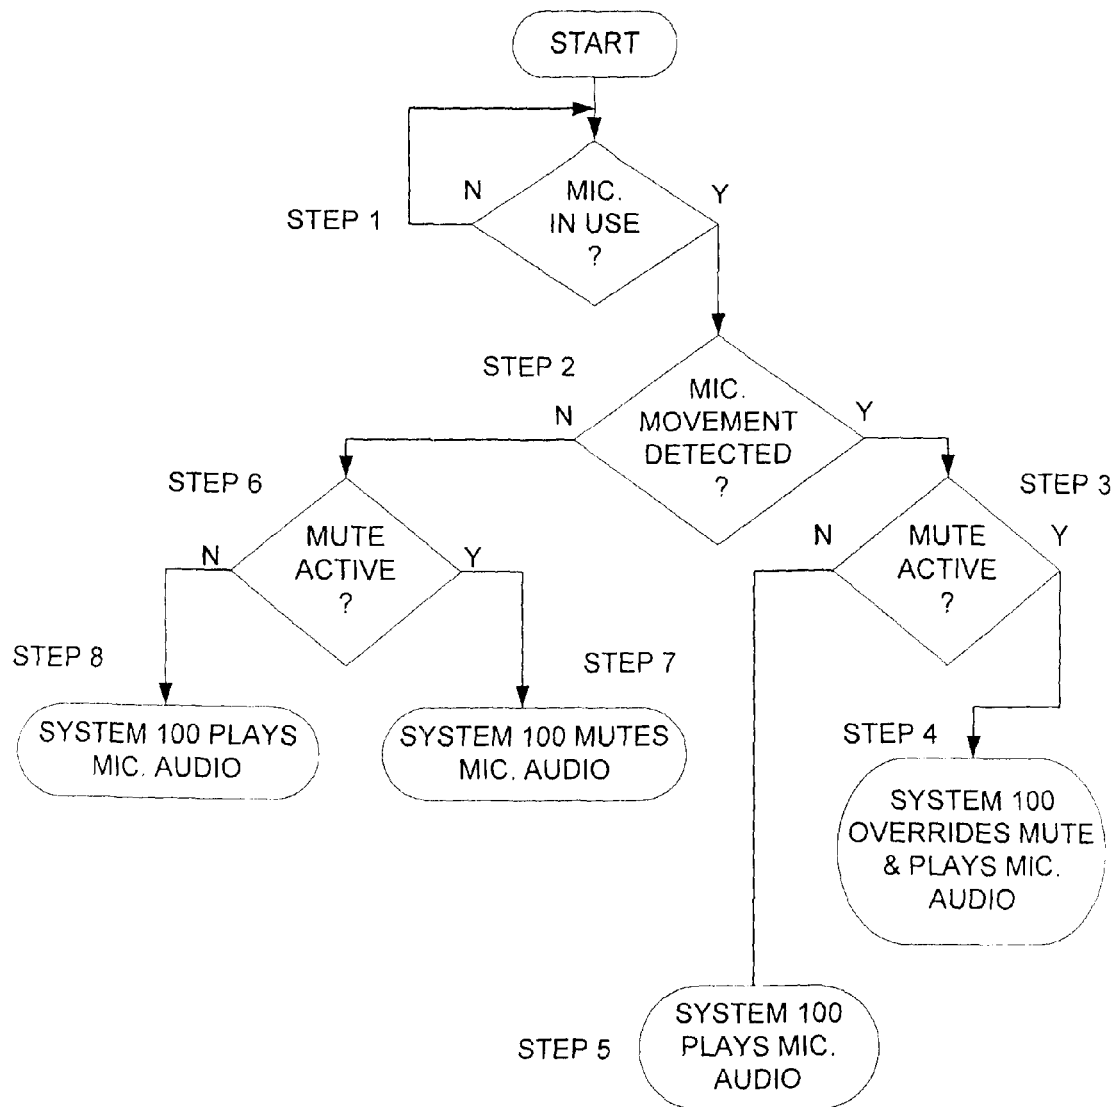 START
N
Y
MIC.
IN USE
?
STEP 1
STEP 2
MIC.
MOVEMENT
DETECTED
?
N
Y
STEP 6
STEP 3
MUTE
ACTIVE
?
N
Y
MUTE
ACTIVE
?
N
Y
STEP 8
STEP 7
SYSTEM 100 PLAYS
MIC. AUDIO
SYSTEM 100 MUTES
MIC. AUDIO
STEP 4
SYSTEM 100
OVERRIDES MUTE
& PLAYS MIC.
AUDIO
STEP 5
SYSTEM 100
PLAYS MIC.
AUDIO